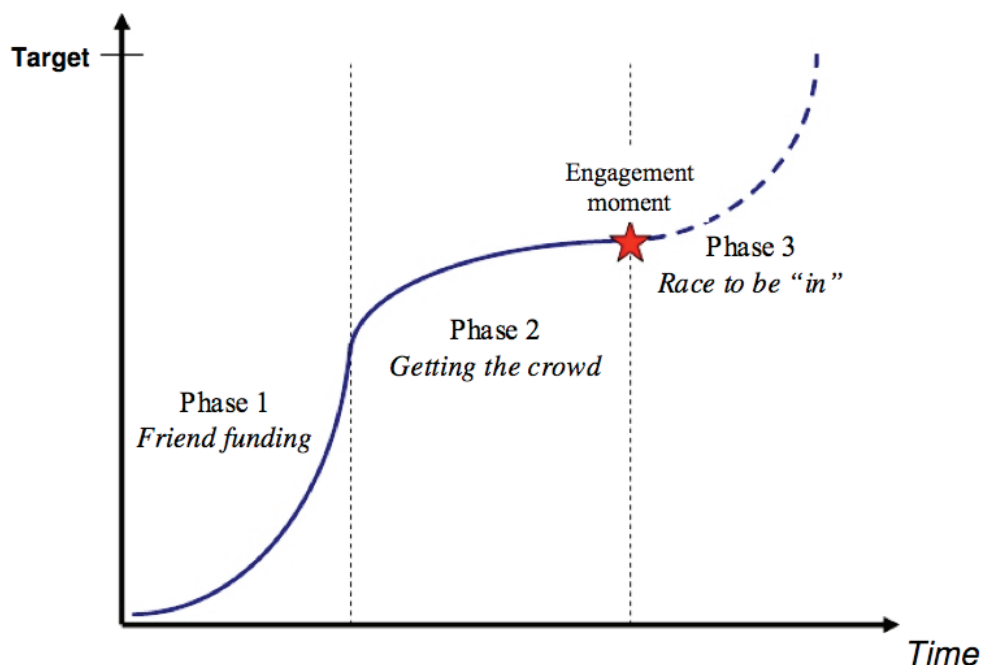 Target
Engagement
moment
Phase 3
Race to be “in”
Phase 2
Getting the crowd
Phase 1
Friend funding
Time